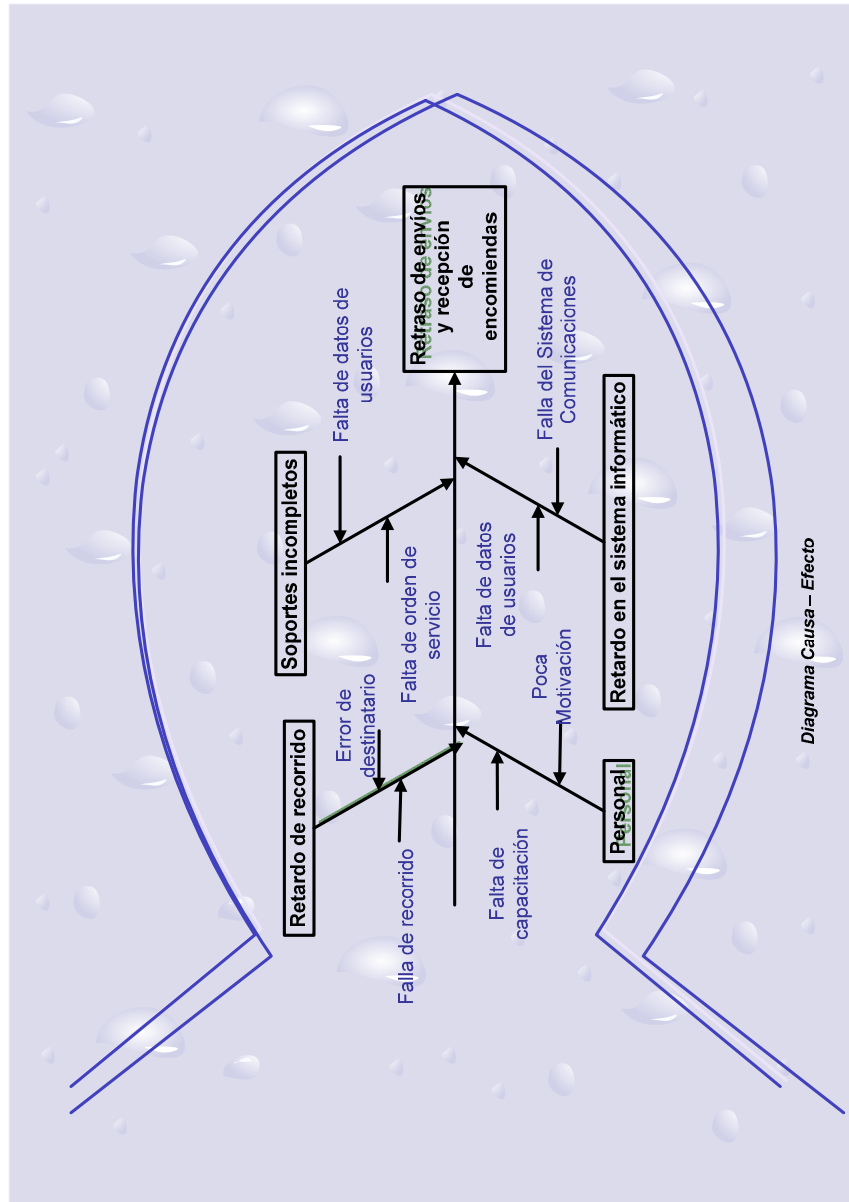 Retardo de recorrido
Soportes incompletos
Error de
destinatario
Falta de datos de
usuarios
Falla de recorrido
Falta de orden de
servicio
Retraso de envíos
y recepción
de
encomiendas
Falta de
capacitación
Poca
Motivación
Falta de datos
de usuarios
Falla del Sistema de
Comunicaciones
Personal
Retardo en el sistema informático
Diagrama Causa – Efecto